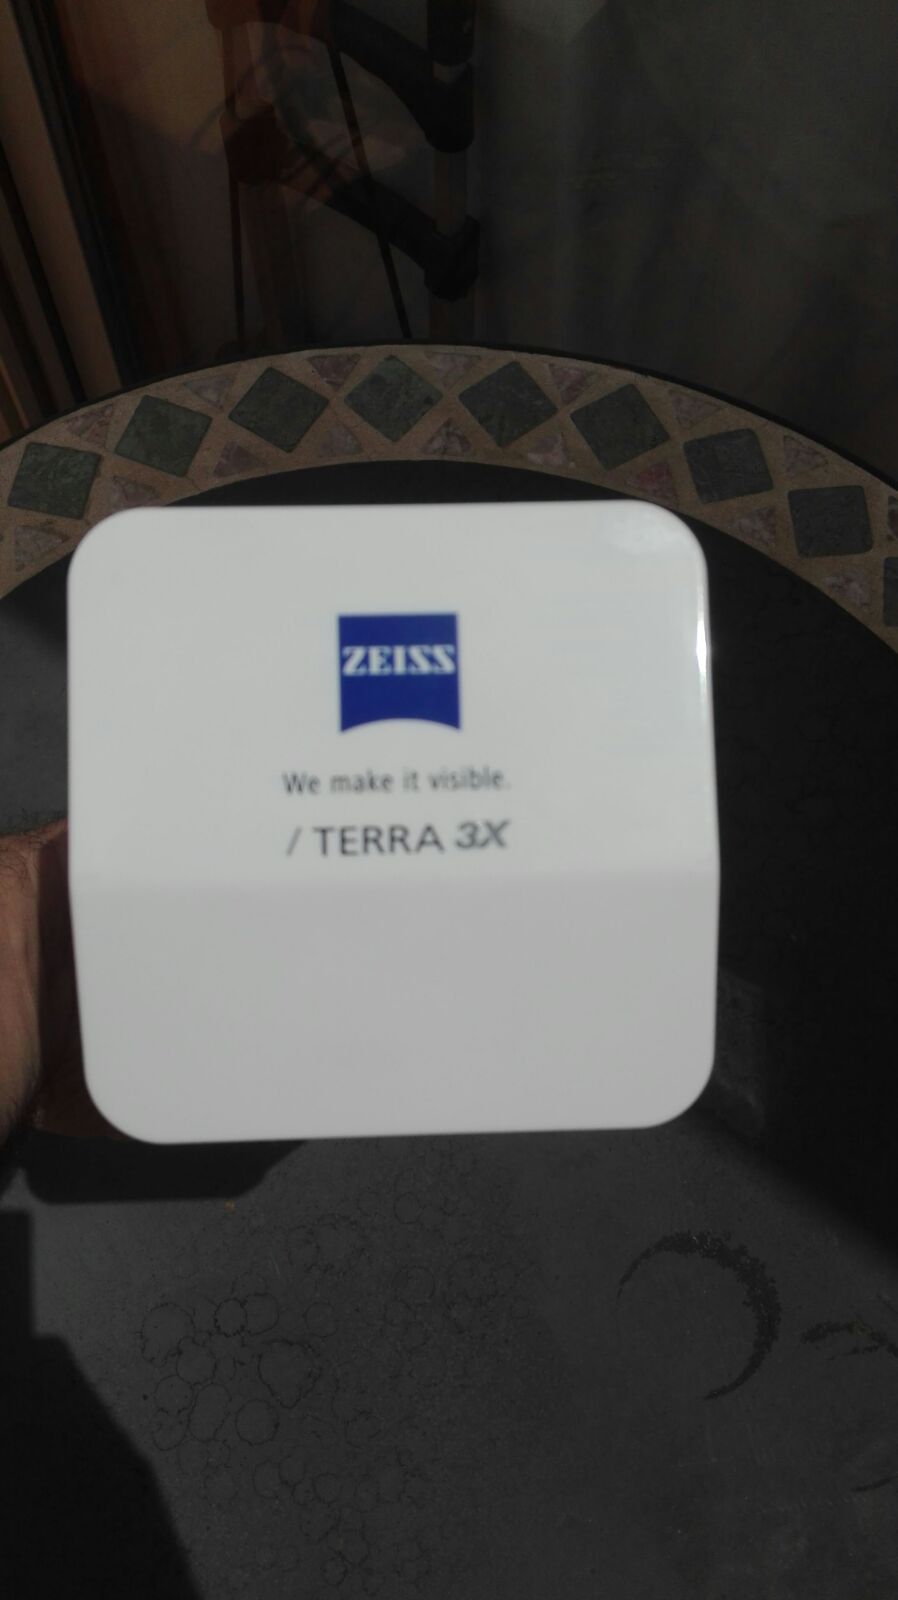 ZEISS
We make it visible.
/ TERRA 3X